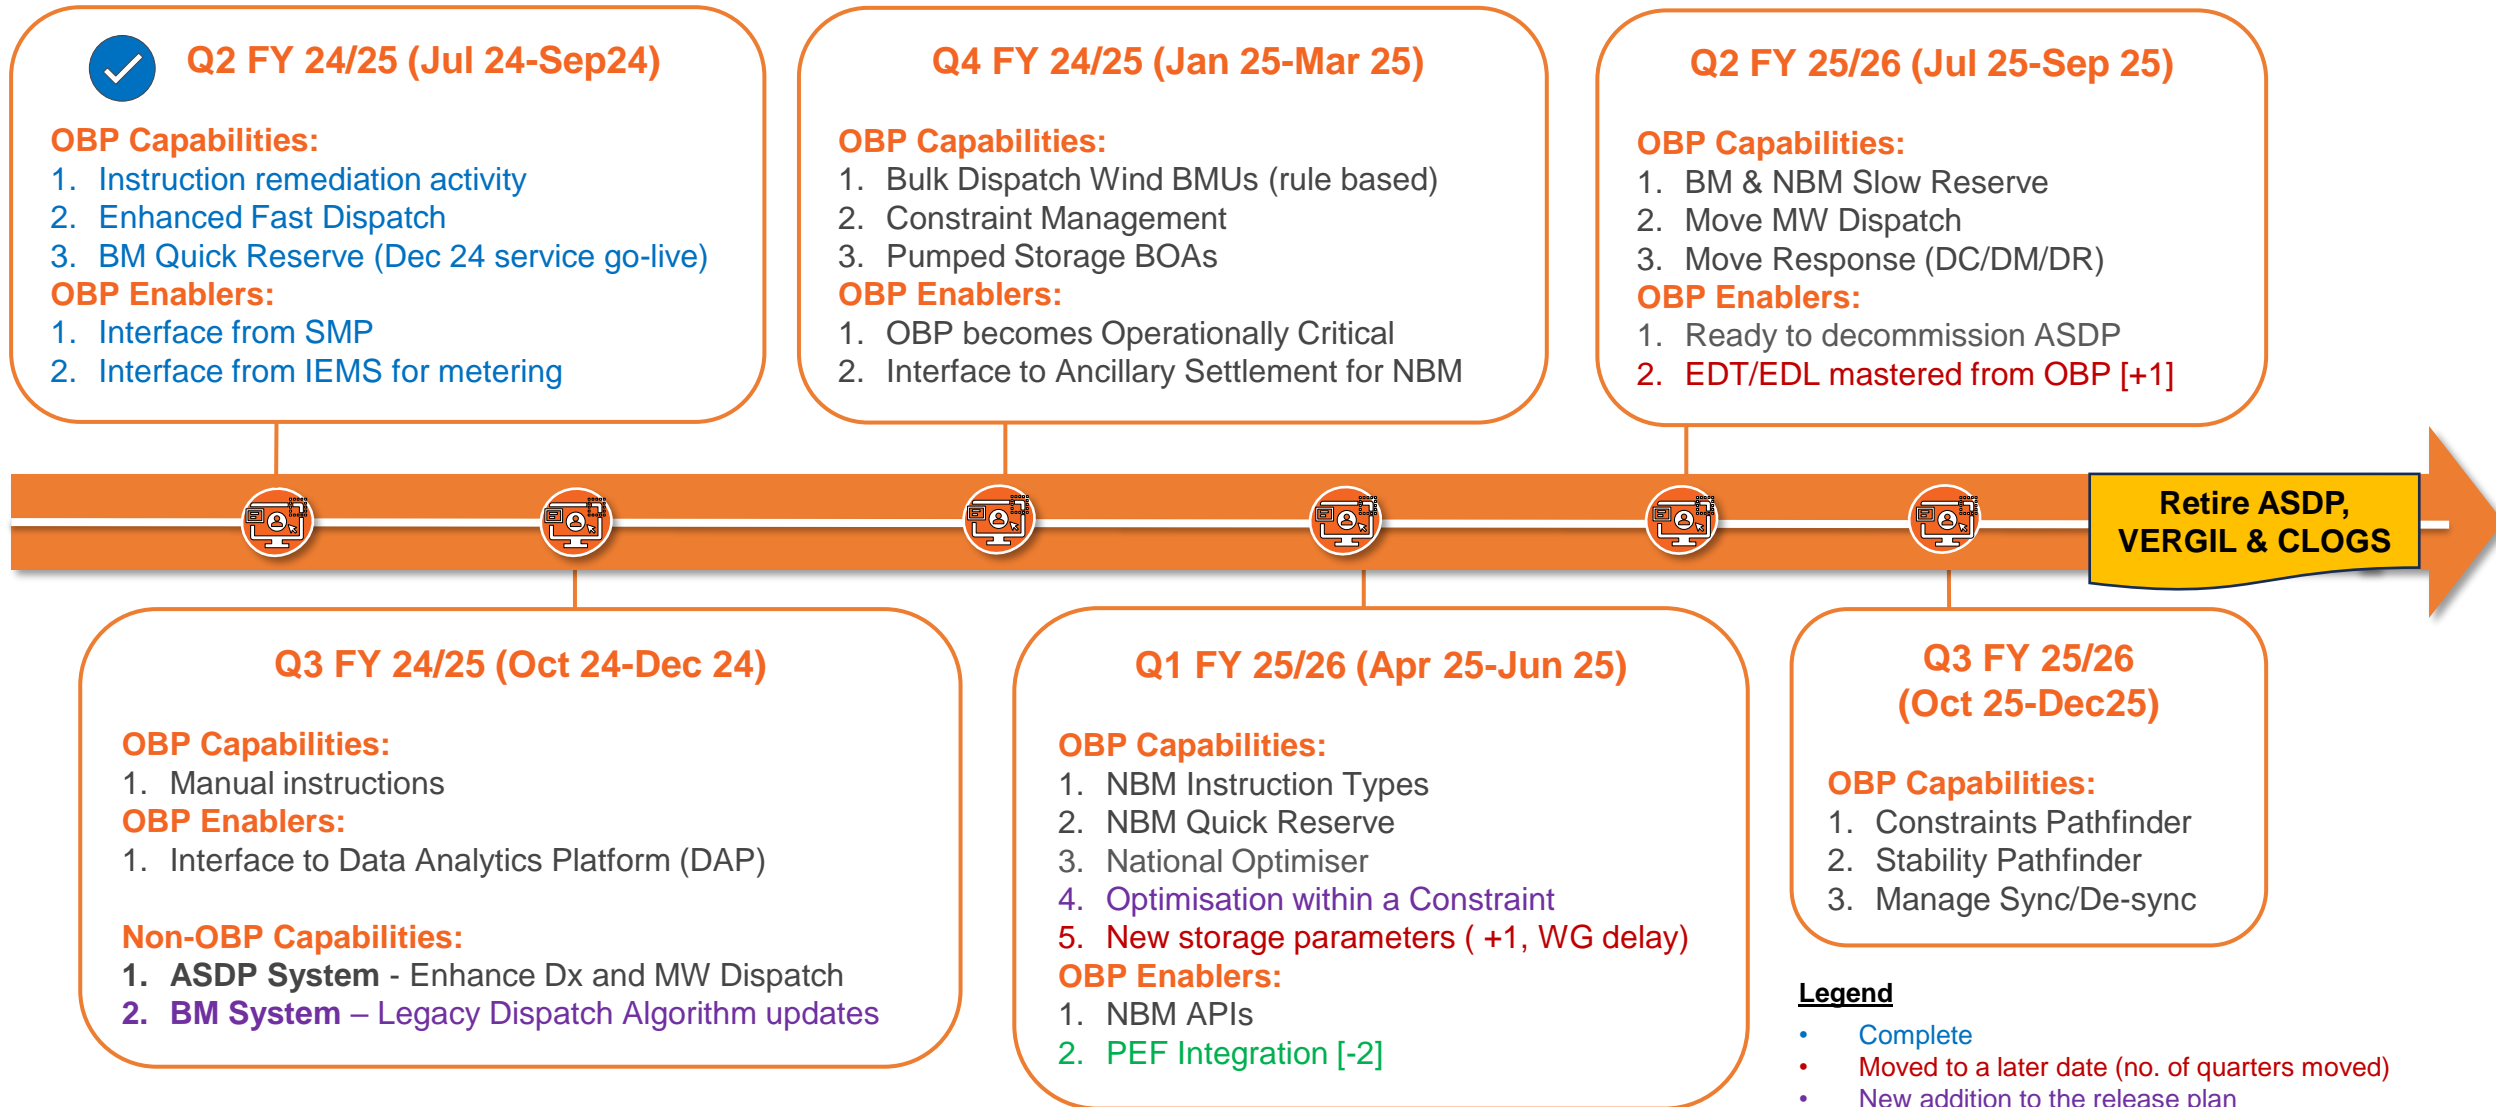 Q2 FY 24/25 (Jul 24-Sep24)
OBP Capabilities:
1. Instruction remediation activity
2. Enhanced Fast Dispatch
3. BM Quick Reserve (Dec 24 service go-live)
OBP Enablers:
1. Interface from SMP
2. Interface from IEMS for metering
Q4 FY 24/25 (Jan 25-Mar 25)
OBP Capabilities:
1. Bulk Dispatch Wind BMUs (rule based)
2. Constraint Management
3. Pumped Storage BOAs
OBP Enablers:
1. OBP becomes Operationally Critical
2. Interface to Ancillary Settlement for NBM
Q2 FY 25/26 (Jul 25-Sep 25)
OBP Capabilities:
1. BM & NBM Slow Reserve
2. Move MW Dispatch
3. Move Response (DC/DM/DR)
OBP Enablers:
1. Ready to decommission ASDP
2. EDT/EDL mastered from OBP [+1]
Retire ASDP,
VERGIL & CLOGS
Q3 FY 24/25 (Oct 24-Dec 24)
OBP Capabilities:
1. Manual instructions
OBP Enablers:
1. Interface to Data Analytics Platform (DAP)
Non-OBP Capabilities:
1. ASDP System - Enhance Dx and MW Dispatch
2. BM System – Legacy Dispatch Algorithm updates
Q1 FY 25/26 (Apr 25-Jun 25)
OBP Capabilities:
1. NBM Instruction Types
2. NBM Quick Reserve
3. National Optimiser
4. Optimisation within a Constraint
5. New storage parameters ( +1, WG delay)
OBP Enablers:
1. NBM APIs
2. PEF Integration [-2]
Q3 FY 25/26
(Oct 25-Dec25)
OBP Capabilities:
1. Constraints Pathfinder
2. Stability Pathfinder
3. Manage Sync/De-sync
Legend
• Complete
• Moved to a later date (no. of quarters moved)
• New addition to the release plan